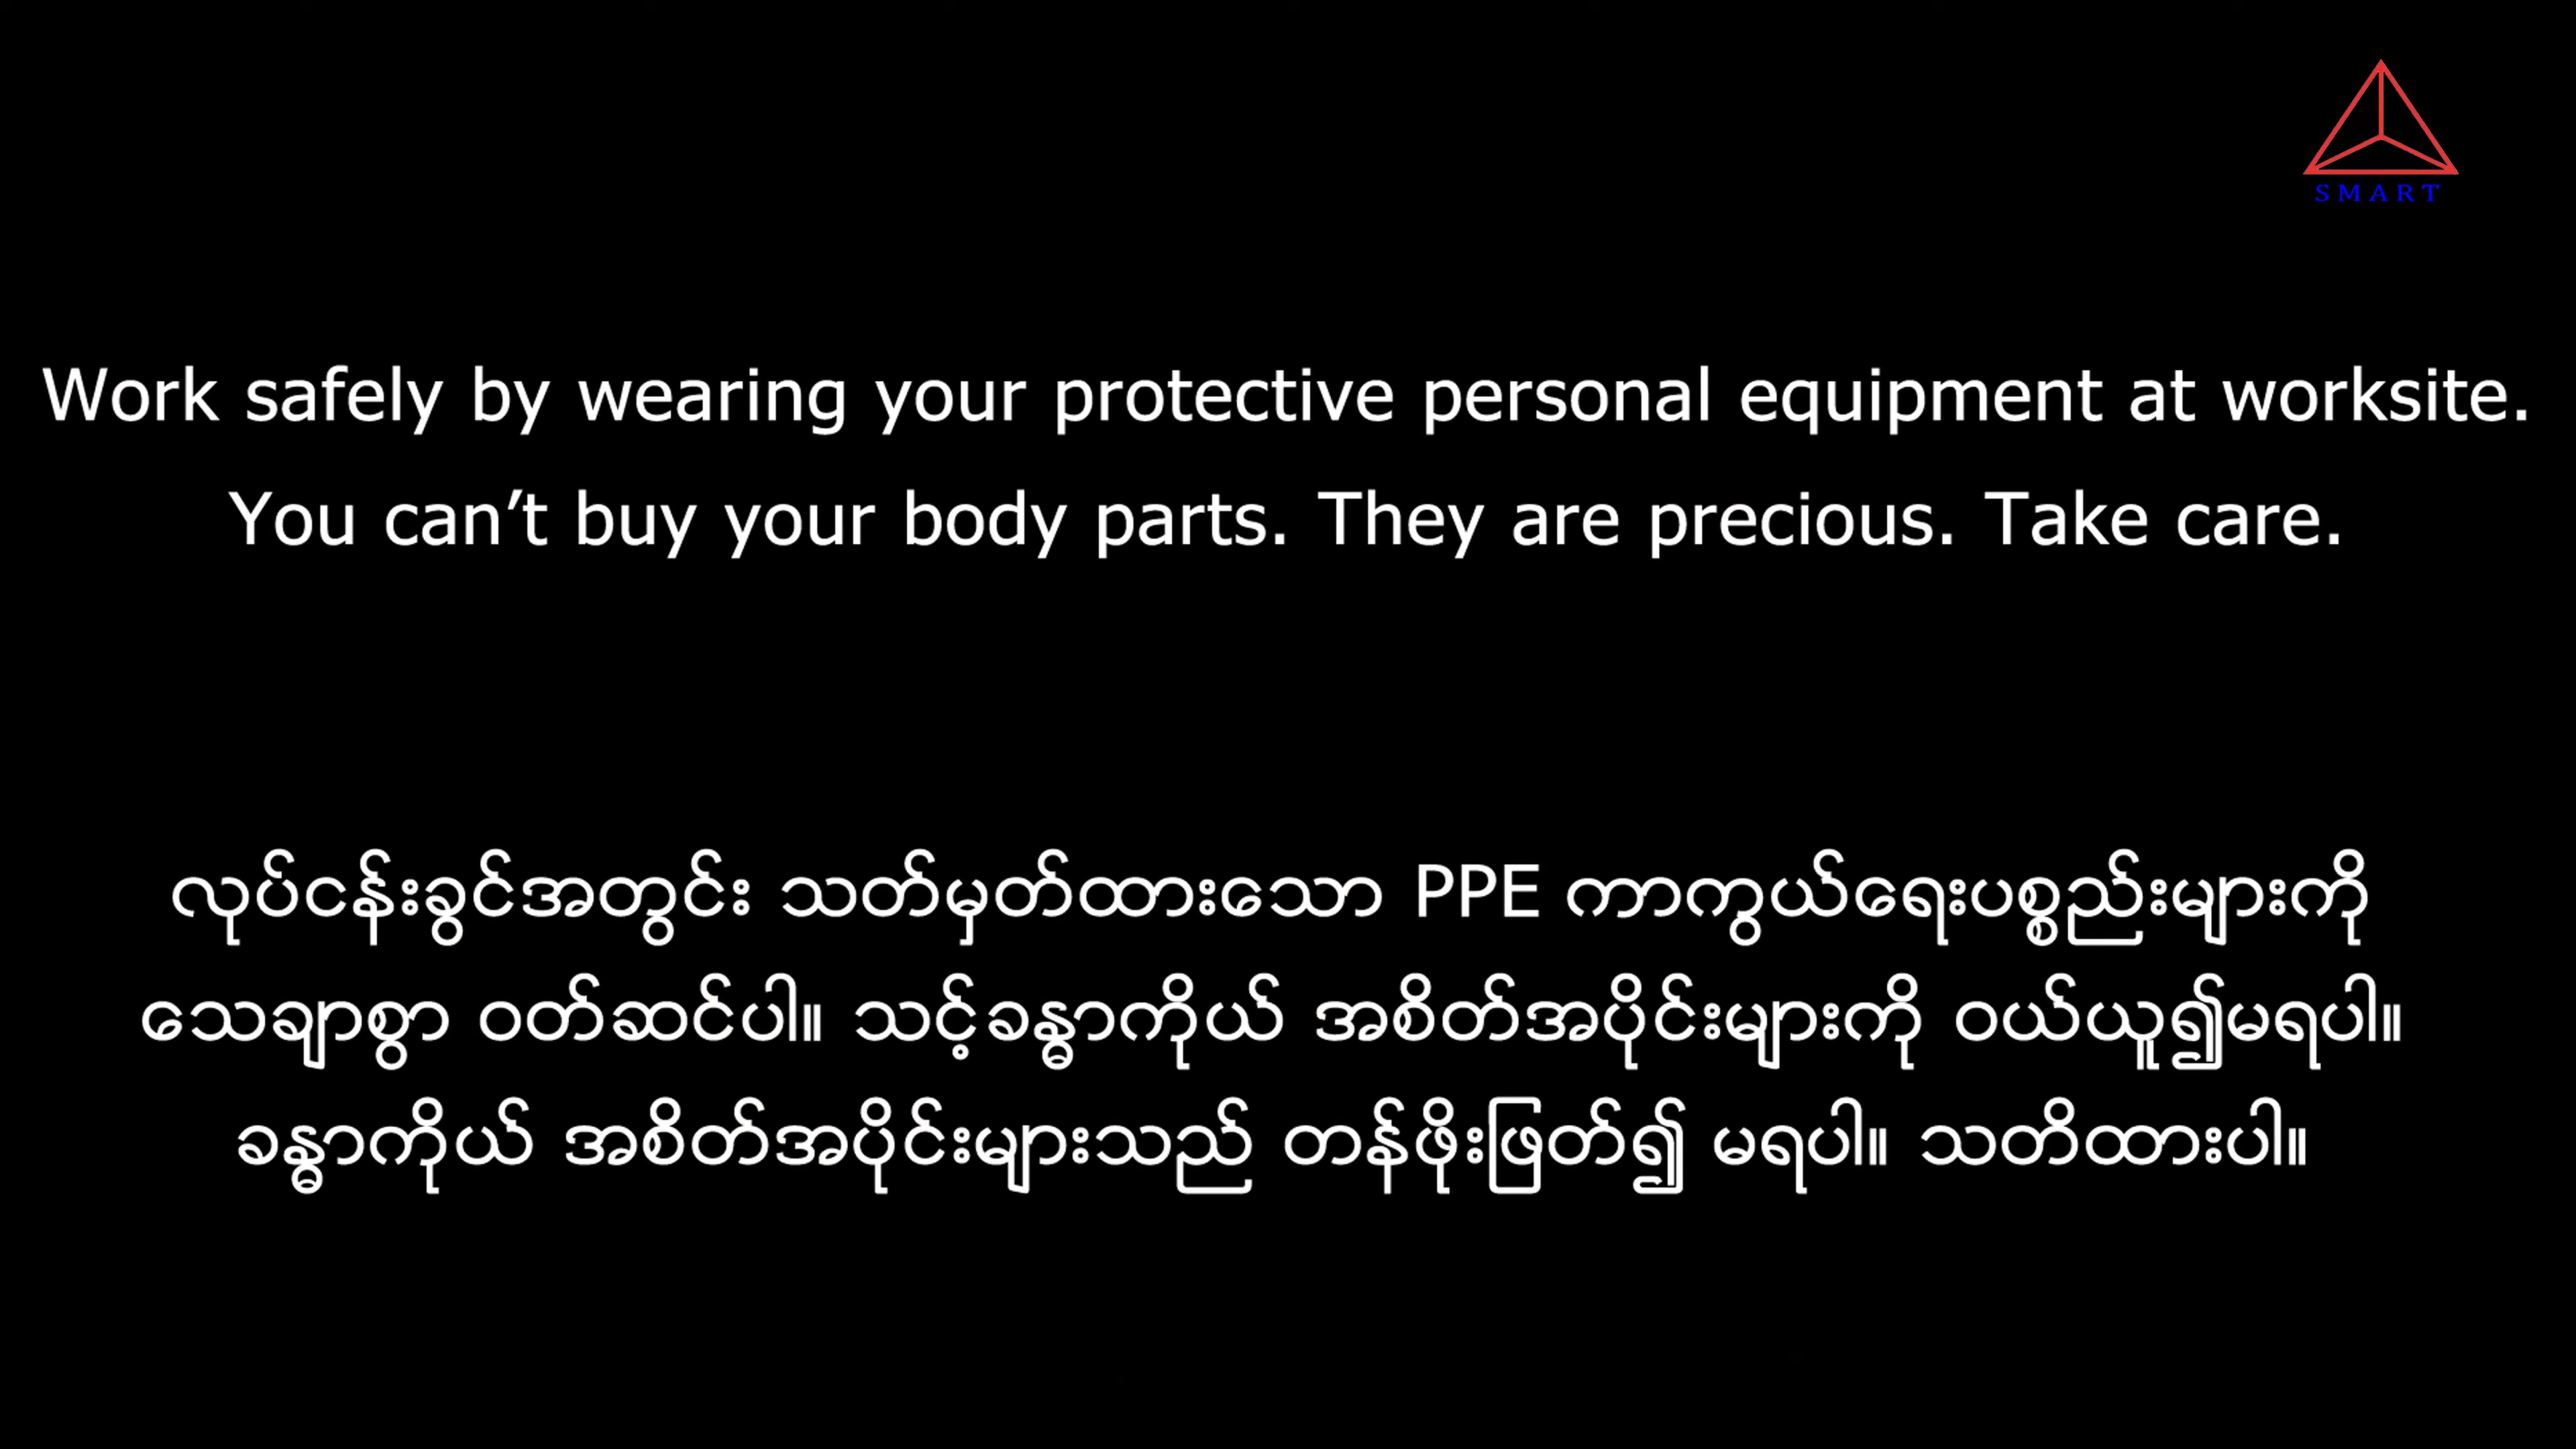 SMART
Work safely by wearing your protective personal equipment at worksite.
You can’t buy your body parts. They are precious. Take care.
လုပ်ငန်းခွင်အတွင်း သတ်မှတ်ထားသော PPE ကာကွယ်ရေးပစ္စည်းများကို
သေချာစွာ ဝတ်ဆင်ပါ။ သင့်ခန္ဓာကိုယ် အစိတ်အပိုင်းများကို ဝယ်ယူ၍မရပါ။
ခန္ဓာကိုယ် အစိတ်အပိုင်းများသည် တန်ဖိုးဖြတ်၍ မရပါ။ သတိထားပါ။